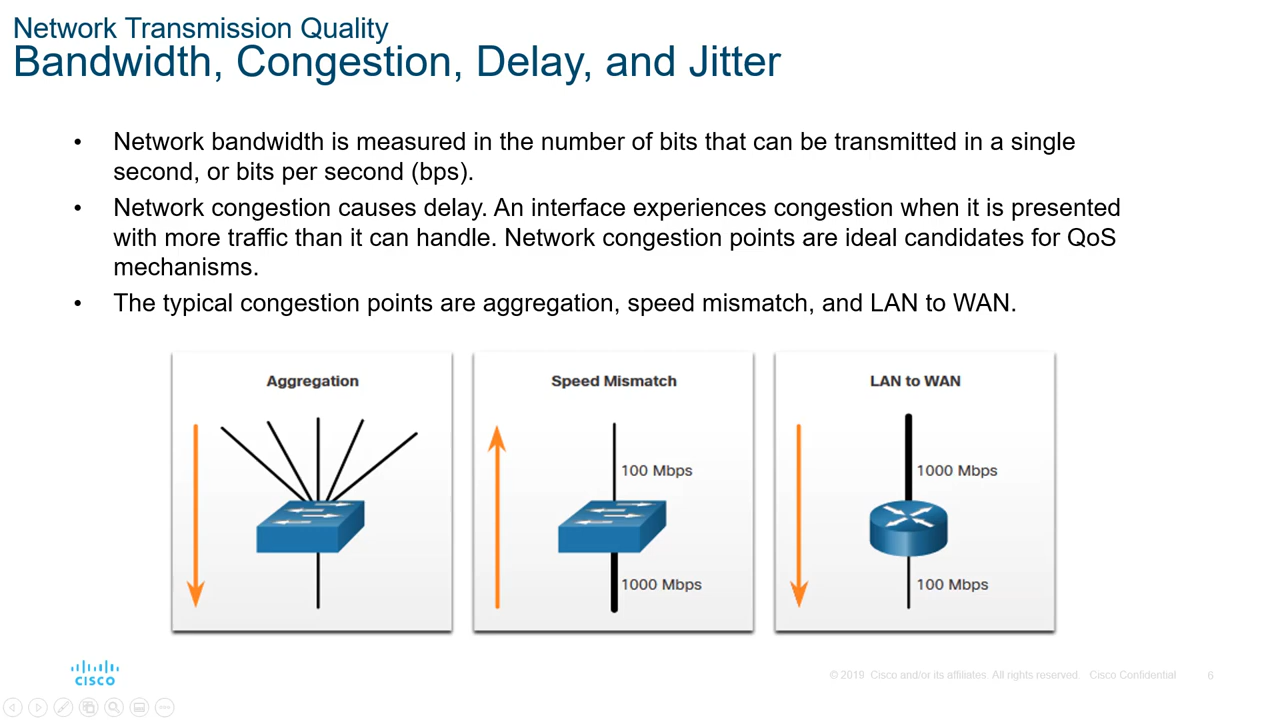 Network Transmission Quality
Bandwidth, Congestion, Delay, and Jitter
• Network bandwidth is measured in the number of bits that can be transmitted in a single
second, or bits per second (bps).
• Network congestion causes delay. An interface experiences congestion when it is presented
with more traffic than it can handle. Network congestion points are ideal candidates for QoS
mechanisms.
• The typical congestion points are aggregation, speed mismatch, and LAN to WAN.
Aggregation
Speed Mismatch
100 Mbps
1000 Mbps
LAN to WAN
1000 Mbps
100 Mbps
CISCO
© 2019 Cisco and/or its affiliates. All rights reserved. Cisco Confidential
6